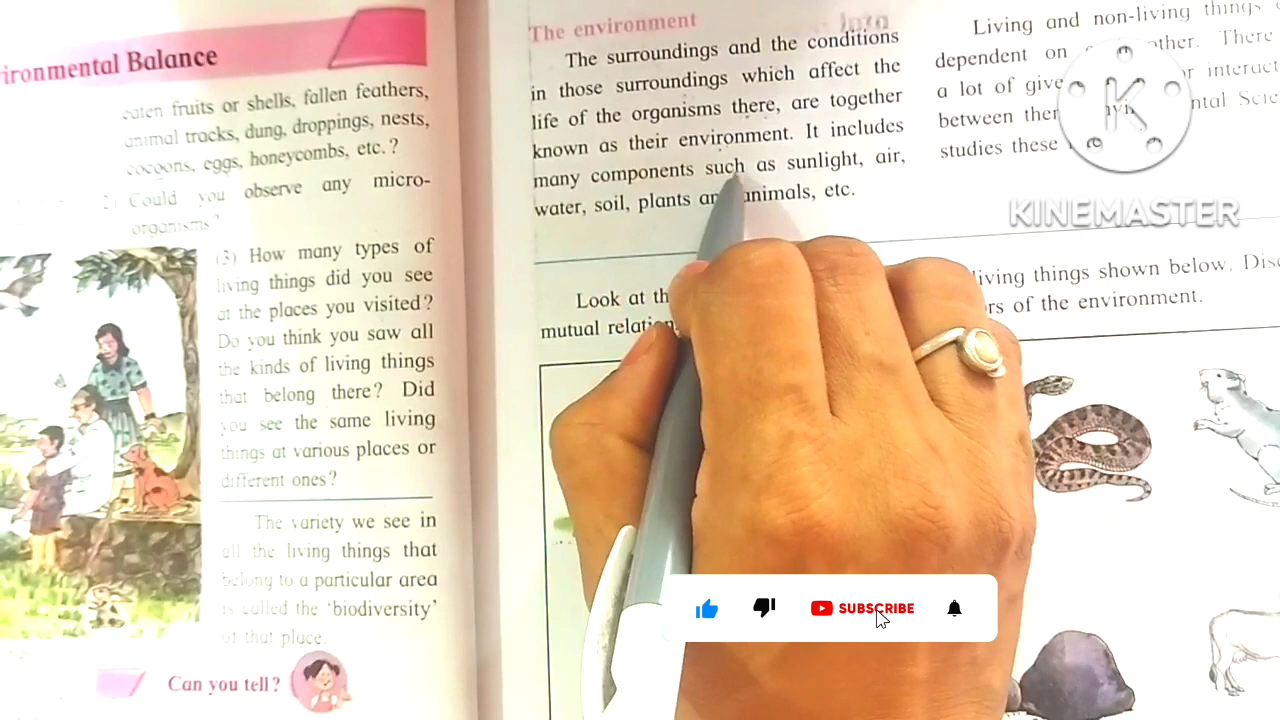 ironmental Balance
eaten fruits or shells, fallen feathers,
animal tracks, dung, droppings, nests,
cocoons, eggs, honeycombs, etc.?
2) Could you observe any micro-
organisms?
(3) How many types of
living things did you see
at the places you visited?
Do you think you saw all
the kinds of living things
that belong there? Did
you see the same living
things at various places or
different ones?
The variety we see in
all the living things that
belong to a particular area
is called the 'biodiversity'
of that place.
Can you tell?
The environment
The surroundings and the conditions
in those surroundings which affect the
life of the organisms there, are together
known as their environment. It includes
many components such as sunlight, air,
water, soil, plants an animals, etc.
Look at th living things shown below. Disc
mutual relation rs of the environment.
Living and non-living things
dependent on other. There
a lot of give or interact
between ther ntal Scie
studies these
KINEMASTER
SUBSCRIBE